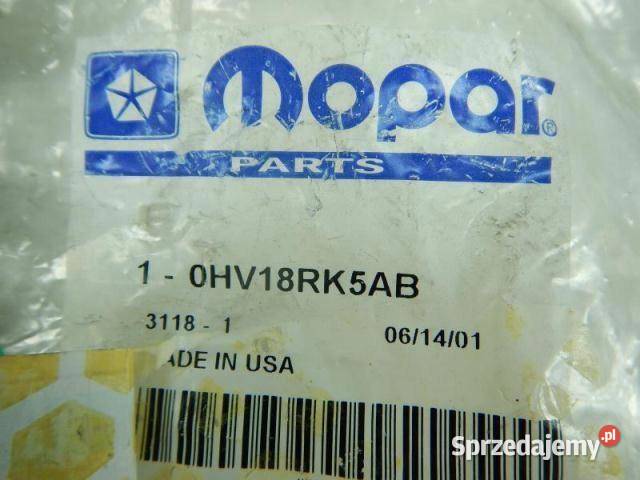 Mopar®
PARTS
1 - 0HV18RK5AB
3118 - 1 06/14/01
ADE IN USA
Sprzedajemy.pl